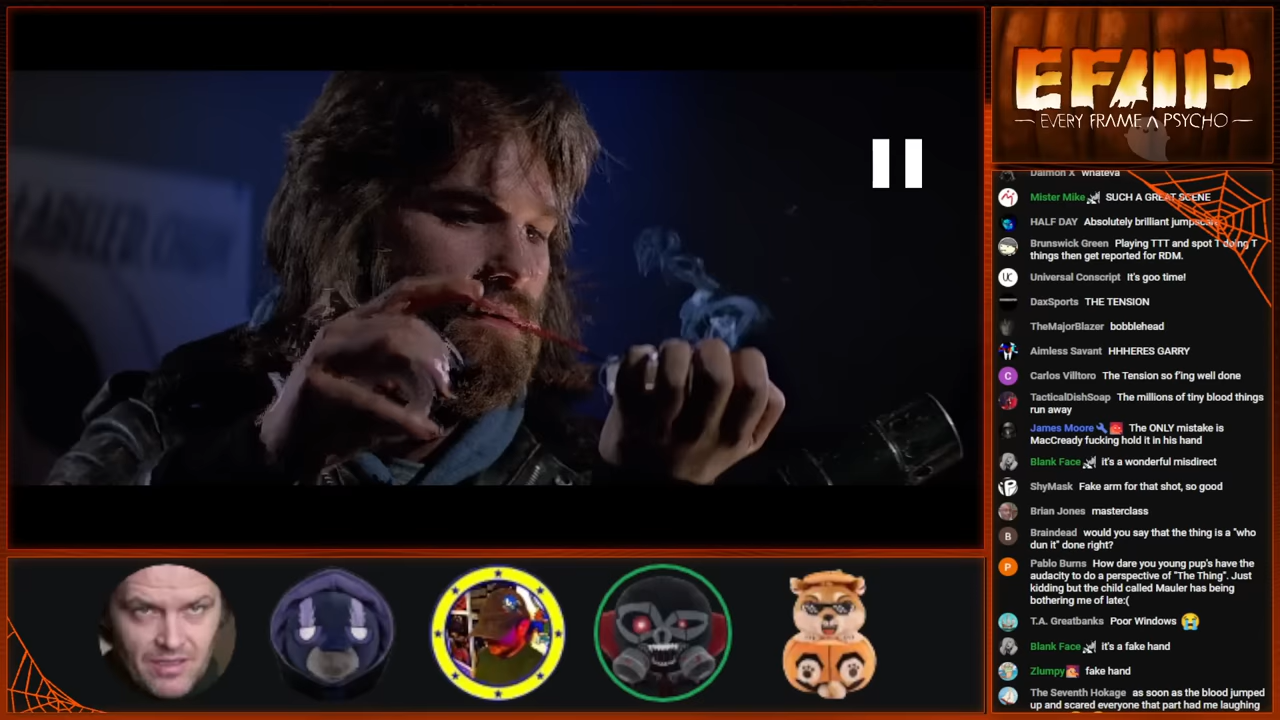 EFAP
EVERY FRAME A PSYCHO
Daimon X whateva
Mister Mike SUCH A GREAT SCENE
HALF DAY Absolutely brilliant jumpscare
Brunswick Green Playing TTT and spot T doing T
things then get reported for RDM.
UC
Universal Conscript It's goo time!
DaxSports THE TENSION
TheMajorBlazer bobblehead
Aimless Savant HHHERES GARRY
C
Carlos Villtoro The Tension so f'ing well done
TacticalDishSoap The millions of tiny blood things
run away
James Moore The ONLY mistake is
MacCready fucking hold it in his hand
Blank Face it's a wonderful misdirect
ShyMask Fake arm for that shot, so good
Brian Jones masterclass
B
Braindead would you say that the thing is a "who
dun it" done right?
P
Pablo Burns How dare you young pup's have the
audacity to do a perspective of "The Thing". Just
kidding but the child called Mauler has being
bothering me of late:(
T.A. Greatbanks Poor Windows 😭
Blank Face it's a fake hand
Zlumpy fake hand
The Seventh Hokage as soon as the blood jumped
up and scared everyone that part had me laughing